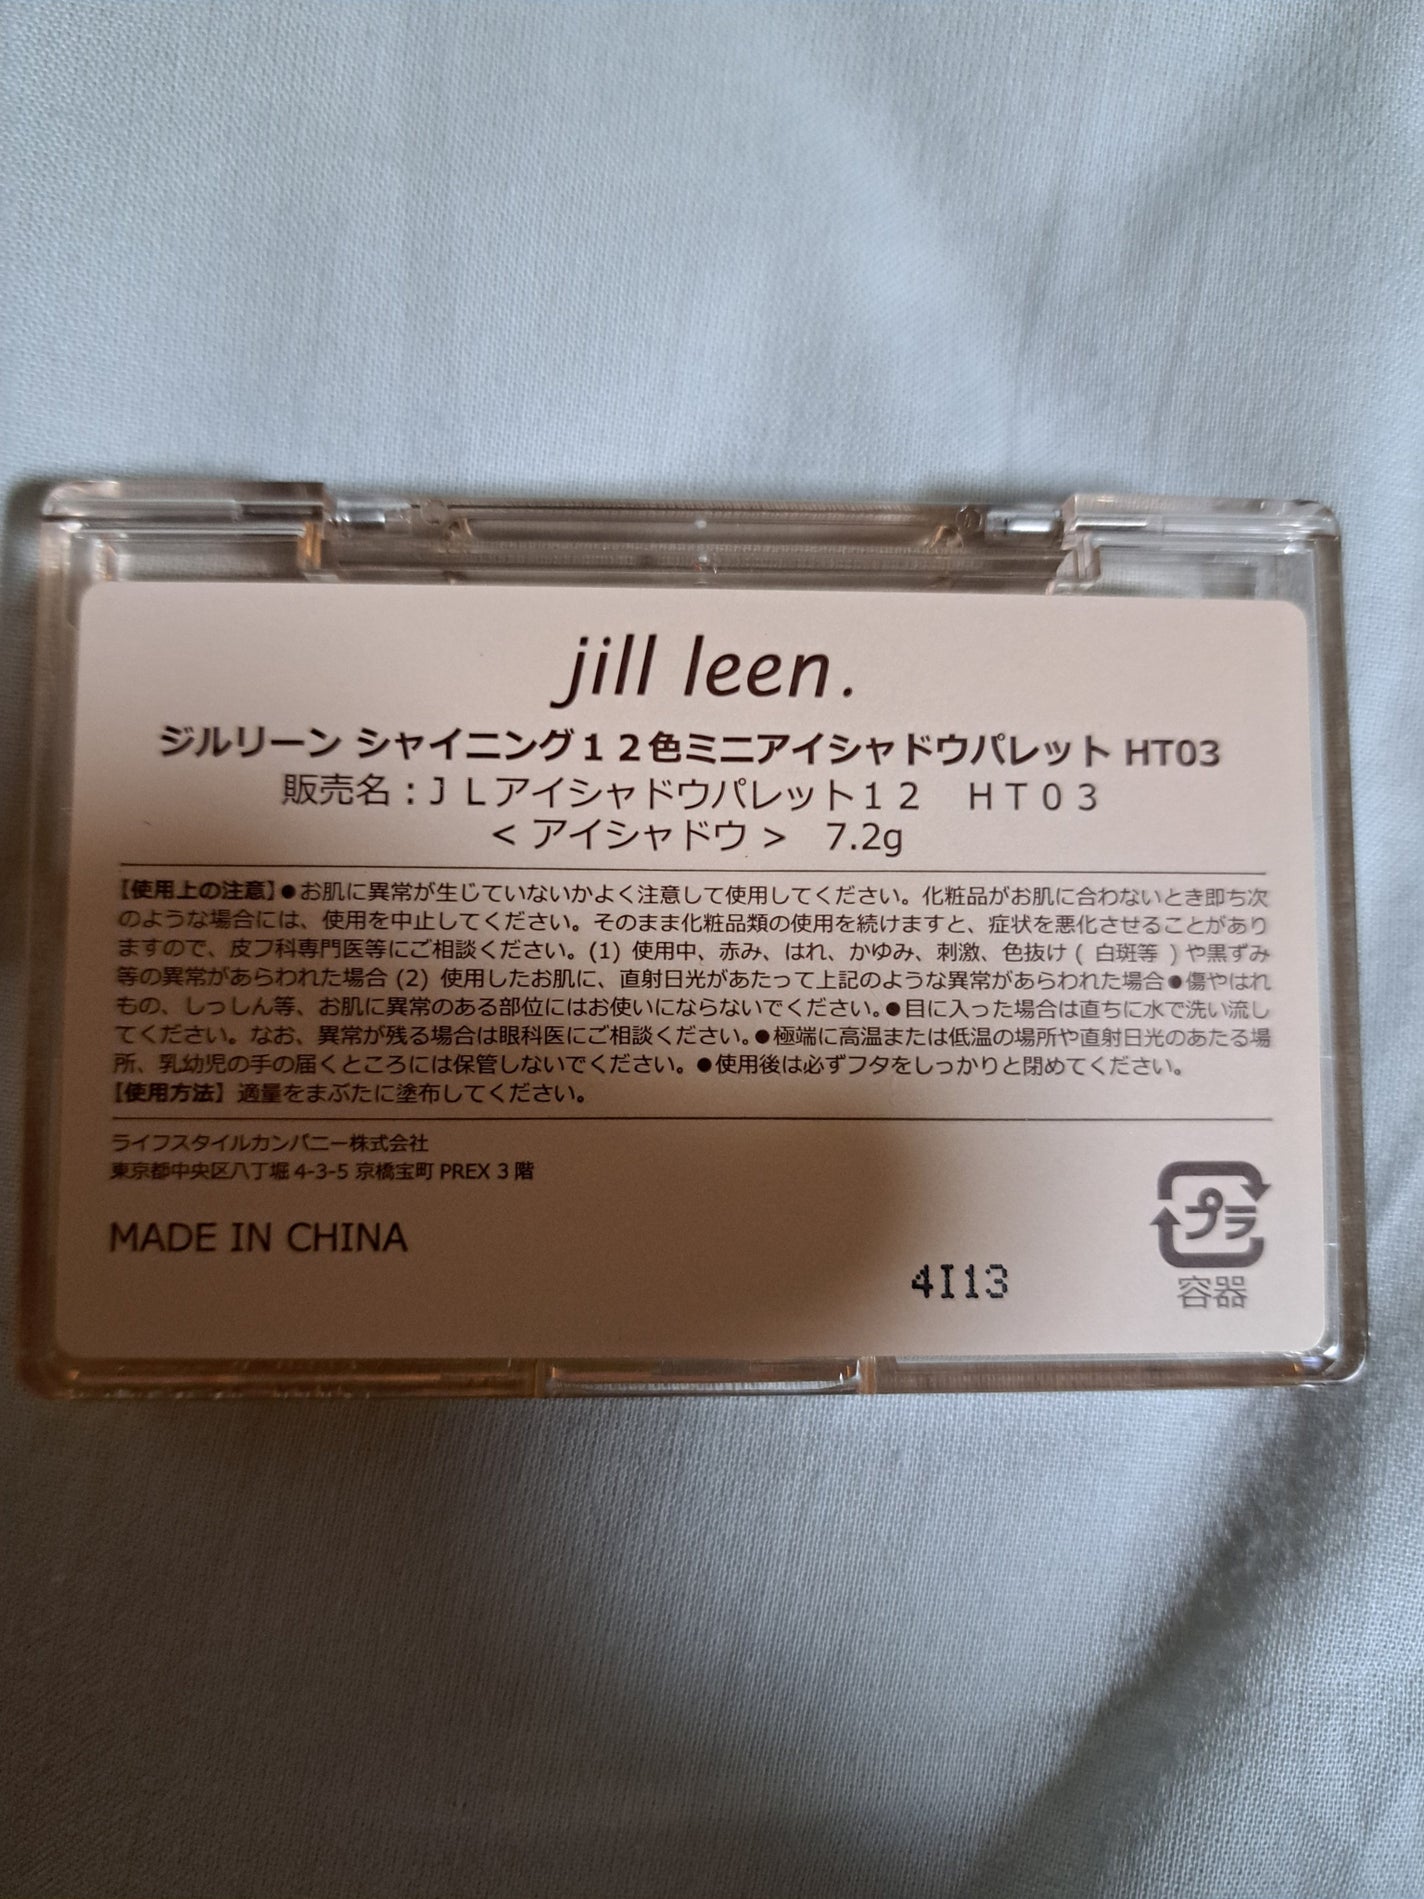 jill leen.
ジルリーン シャイニング１２色ミニアイシャドウパレット HT03
販売名：ＪＬアイシャドウパレット１２　ＨＴ０３
< アイシャドウ >　7.2g
【使用上の注意】●お肌に異常が生じていないかよく注意して使用してください。化粧品がお肌に合わないとき即ち次
のような場合には、使用を中止してください。そのまま化粧品類の使用を続けますと、症状を悪化させることがあり
ますので、皮フ科専門医等にご相談ください。(1) 使用中、赤み、はれ、かゆみ、刺激、色抜け ( 白斑等 ) や黒ずみ
等の異常があらわれた場合 (2) 使用したお肌に、直射日光があたって上記のような異常があらわれた場合●傷やはれ
もの、しっしん等、お肌に異常のある部位にはお使いにならないでください。●目に入った場合は直ちに水で洗い流し
てください。なお、異常が残る場合は眼科医にご相談ください。●極端に高温または低温の場所や直射日光のあたる場
所、乳幼児の手の届くところには保管しないでください。●使用後は必ずフタをしっかりと閉めてください。
【使用方法】適量をまぶたに塗布してください。
ライフスタイルカンパニー株式会社
東京都中央区八丁堀 4-3-5 京橋宝町 PREX 3 階
MADE IN CHINA
プラ
4I13
容器